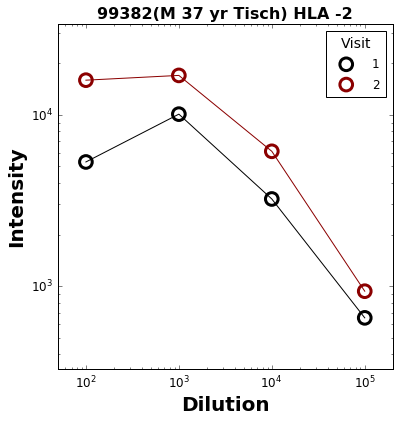 99382(M 37 yr Tisch) HLA -2
Visit
1
2
10⁴
10³
Intensity
10² 10³ 10⁴ 10⁵
Dilution